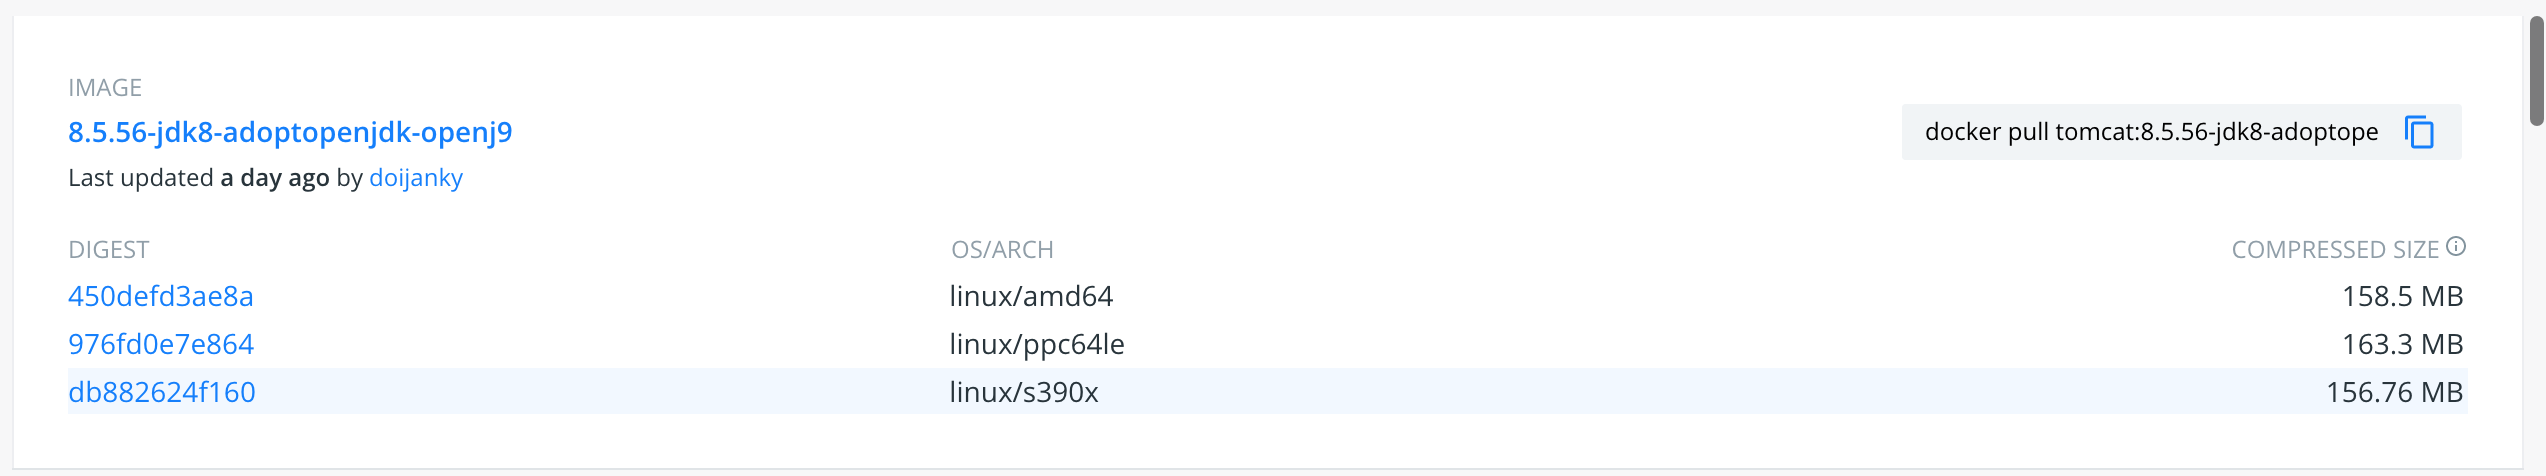 IMAGE
8.5.56-jdk8-adoptopenjdk-openj9
docker pull tomcat:8.5.56-jdk8-adoptope
Last updated a day ago by doijanky
DIGEST OS/ARCH COMPRESSED SIZE
450defd3ae8a linux/amd64 158.5 MB
976fd0e7e864 linux/ppc64le 163.3 MB
db882624f160 linux/s390x 156.76 MB